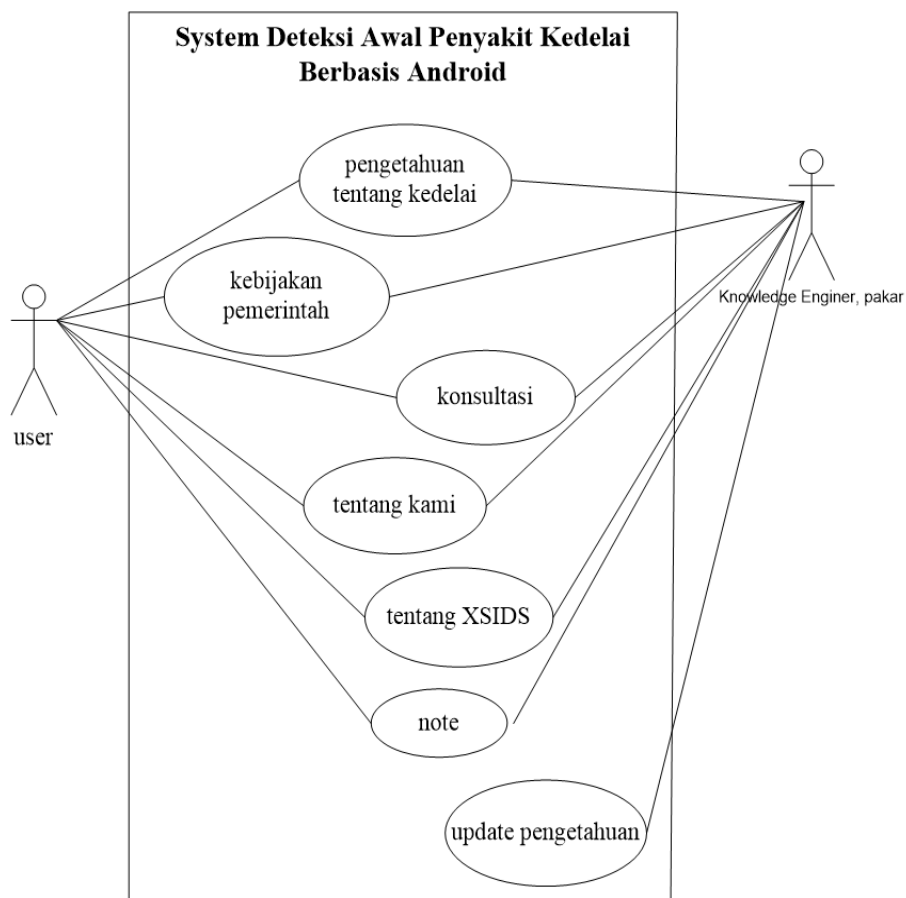 System Deteksi Awal Penyakit Kedelai
Berbasis Android
pengetahuan
tentang kedelai
kebijakan
pemerintah
Knowledge Enginer, pakar
konsultasi
user
tentang kami
tentang XSIDS
note
update pengetahuan